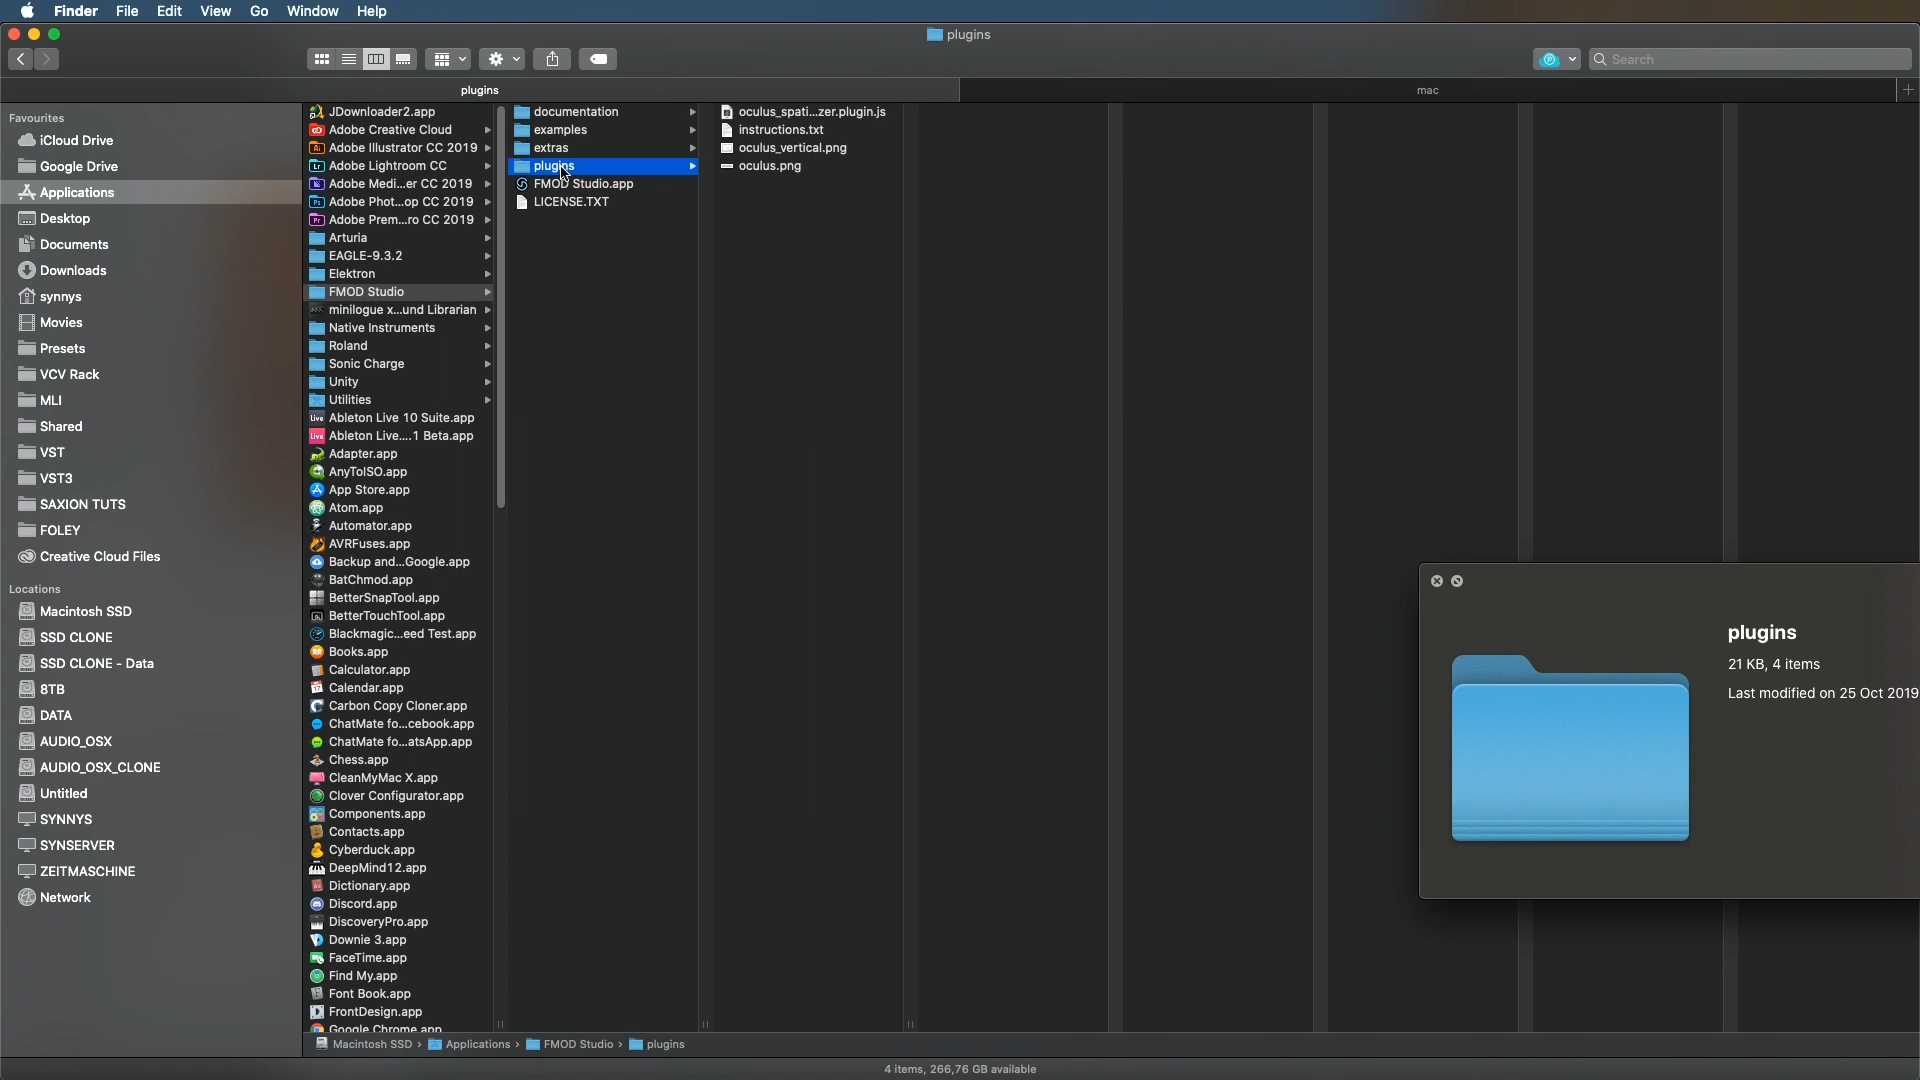 Finder File Edit View Go Window Help
plugins
Search
plugins
mac
Favourites
iCloud Drive
Google Drive
Applications
Desktop
Documents
Downloads
synnys
Movies
Presets
VCV Rack
MLI
Shared
VST
VST3
SAXION TUTS
FOLEY
Creative Cloud Files
Locations
Macintosh SSD
SSD CLONE
SSD CLONE - Data
8TB
DATA
AUDIO_OSX
AUDIO_OSX_CLONE
Untitled
SYNNYS
SYNSERVER
ZEITMASCHINE
Network
JDownloader2.app
Adobe Creative Cloud
Adobe Illustrator CC 2019
Adobe Lightroom CC
Adobe Medi...er CC 2019
Adobe Phot...op CC 2019
Adobe Prem...ro CC 2019
Arturia
EAGLE-9.3.2
Elektron
FMOD Studio
minilogue x...und Librarian
Native Instruments
Roland
Sonic Charge
Unity
Utilities
Ableton Live 10 Suite.app
Ableton Live....1 Beta.app
Adapter.app
AnyToISO.app
App Store.app
Atom.app
Automator.app
AVRFuses.app
Backup and...Google.app
BatChmod.app
BetterSnapTool.app
BetterTouchTool.app
Blackmagic...eed Test.app
Books.app
Calculator.app
Calendar.app
Carbon Copy Cloner.app
ChatMate fo...cebook.app
ChatMate fo...atsApp.app
Chess.app
CleanMyMac X.app
Clover Configurator.app
Components.app
Contacts.app
Cyberduck.app
DeepMind12.app
Dictionary.app
Discord.app
DiscoveryPro.app
Downie 3.app
FaceTime.app
Find My.app
Font Book.app
FrontDesign.app
Google Chrome.app
documentation
examples
extras
plugins
FMOD Studio.app
LICENSE.TXT
oculus_spati...zer.plugin.js
instructions.txt
oculus_vertical.png
oculus.png
plugins
21 KB, 4 items
Last modified on 25 Oct 2019
Macintosh SSD › Applications › FMOD Studio › plugins
4 items, 266,76 GB available